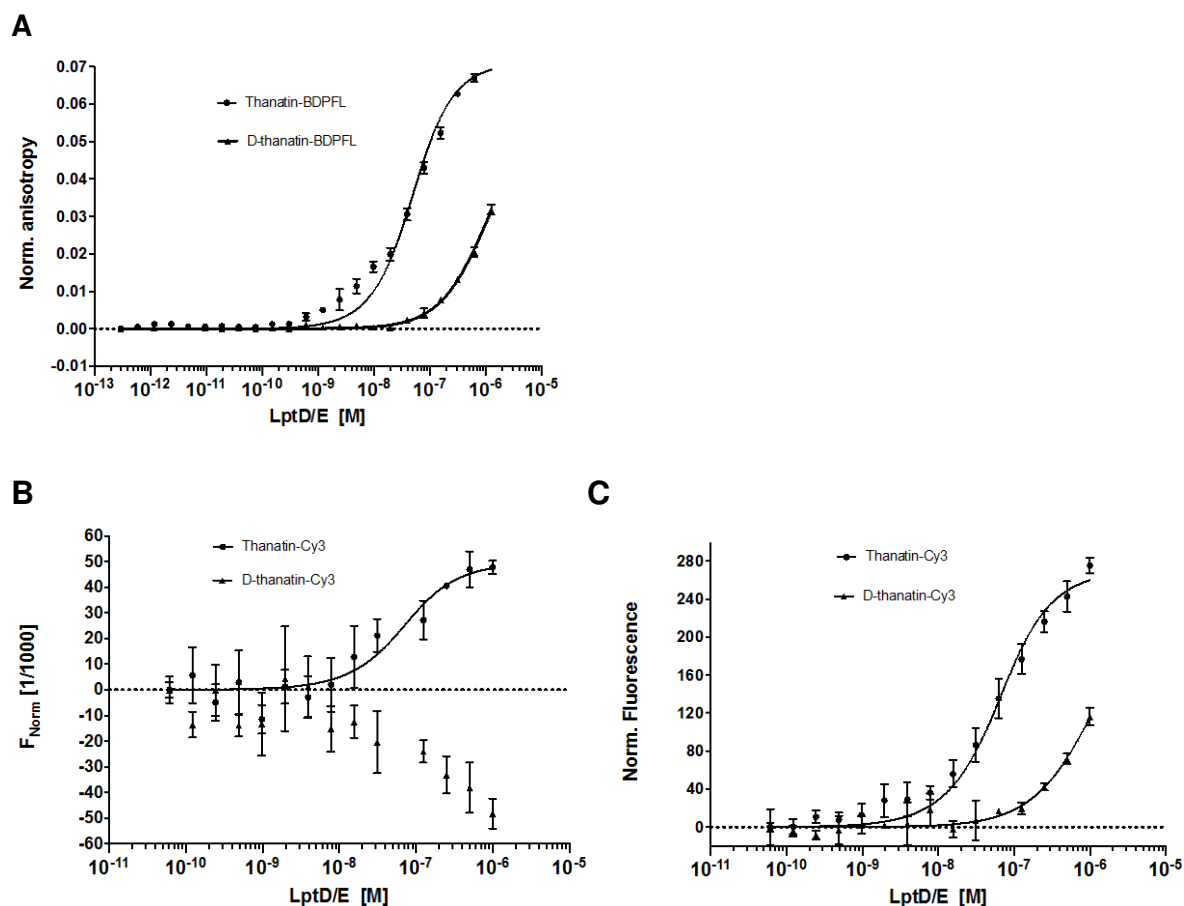 A
Norm. anisotropy
0.07
0.06
0.05
0.04
0.03
0.02
0.01
0.00
-0.01
Thanatin-BDPFL
D-thanatin-BDPFL
10-13 10-12 10-11 10-10 10-9 10-8 10-7 10-6 10-5
LptD/E [M]
B
FNorm [1/1000]
60
50
40
30
20
10
0
-10
-20
-30
-40
-50
-60
Thanatin-Cy3
D-thanatin-Cy3
10-11 10-10 10-9 10-8 10-7 10-6 10-5
LptD/E [M]
C
Norm. Fluorescence
280
240
200
160
120
80
40
0
Thanatin-Cy3
D-thanatin-Cy3
10-11 10-10 10-9 10-8 10-7 10-6 10-5
LptD/E [M]